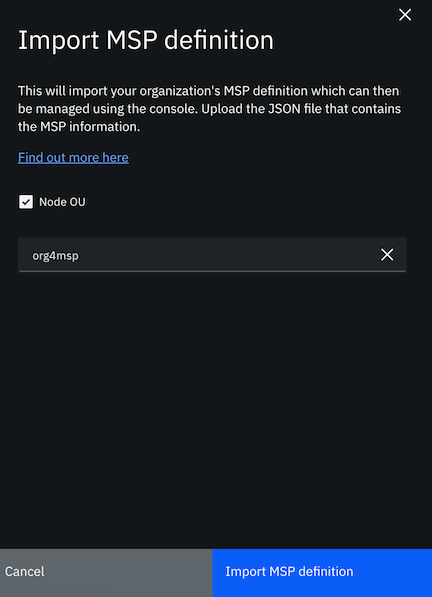 Import MSP definition
This will import your organization's MSP definition which can then
be managed using the console. Upload the JSON file that contains
the MSP information.
Find out more here
Node OU
org4msp
Cancel
Import MSP definition